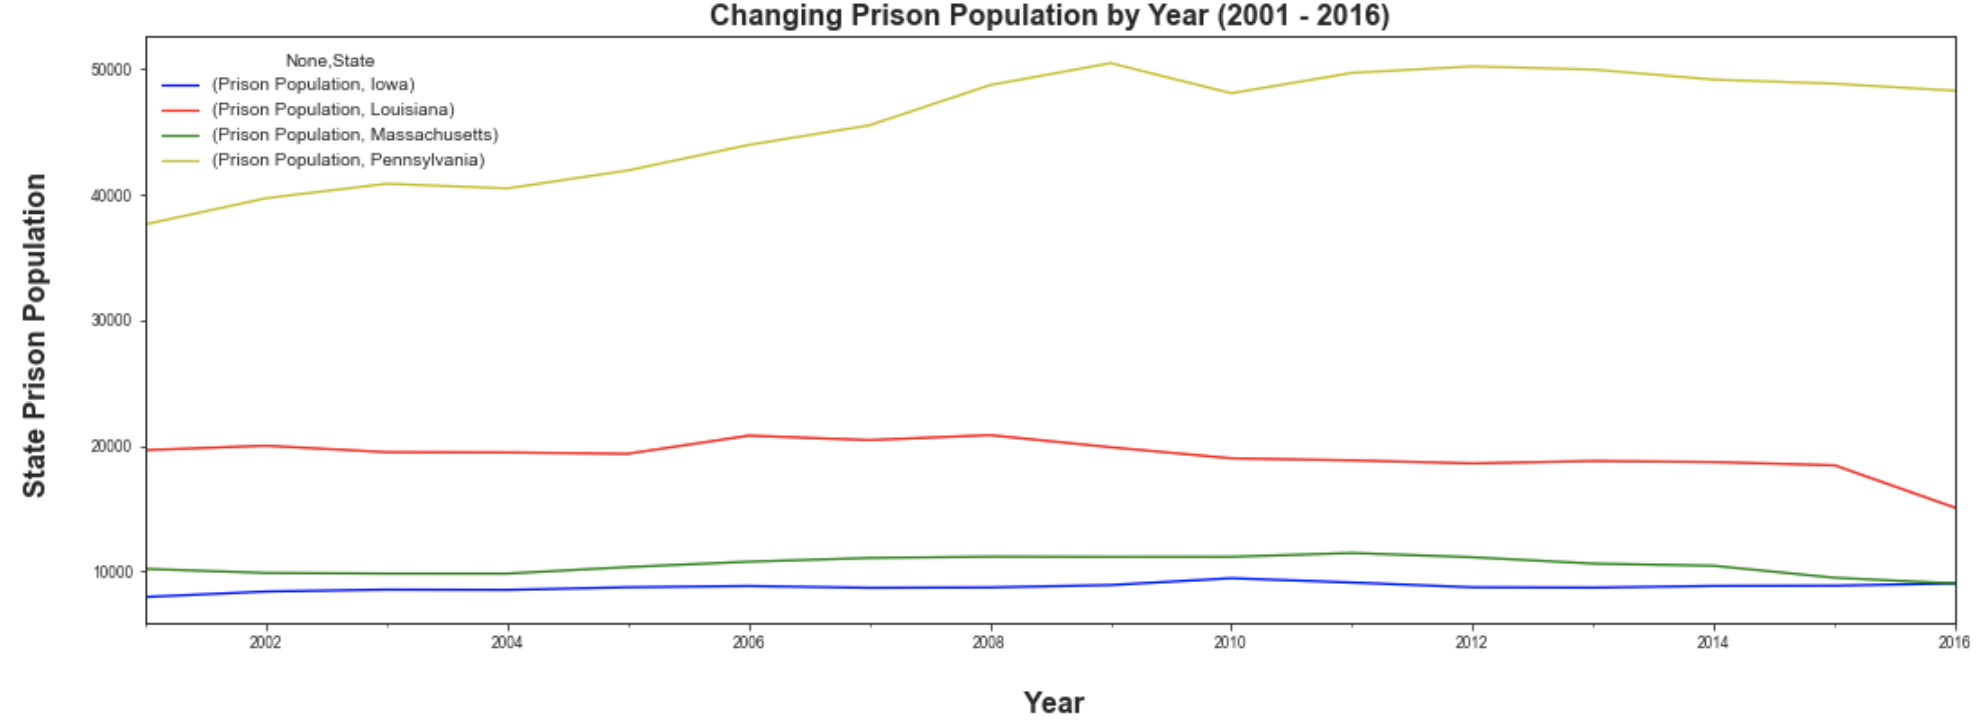 Changing Prison Population by Year (2001 - 2016)
None,State
(Prison Population, Iowa)
(Prison Population, Louisiana)
(Prison Population, Massachusetts)
(Prison Population, Pennsylvania)
State Prison Population
50000
40000
30000
20000
10000
2002
2004
2006
2008
2010
2012
2014
2016
Year